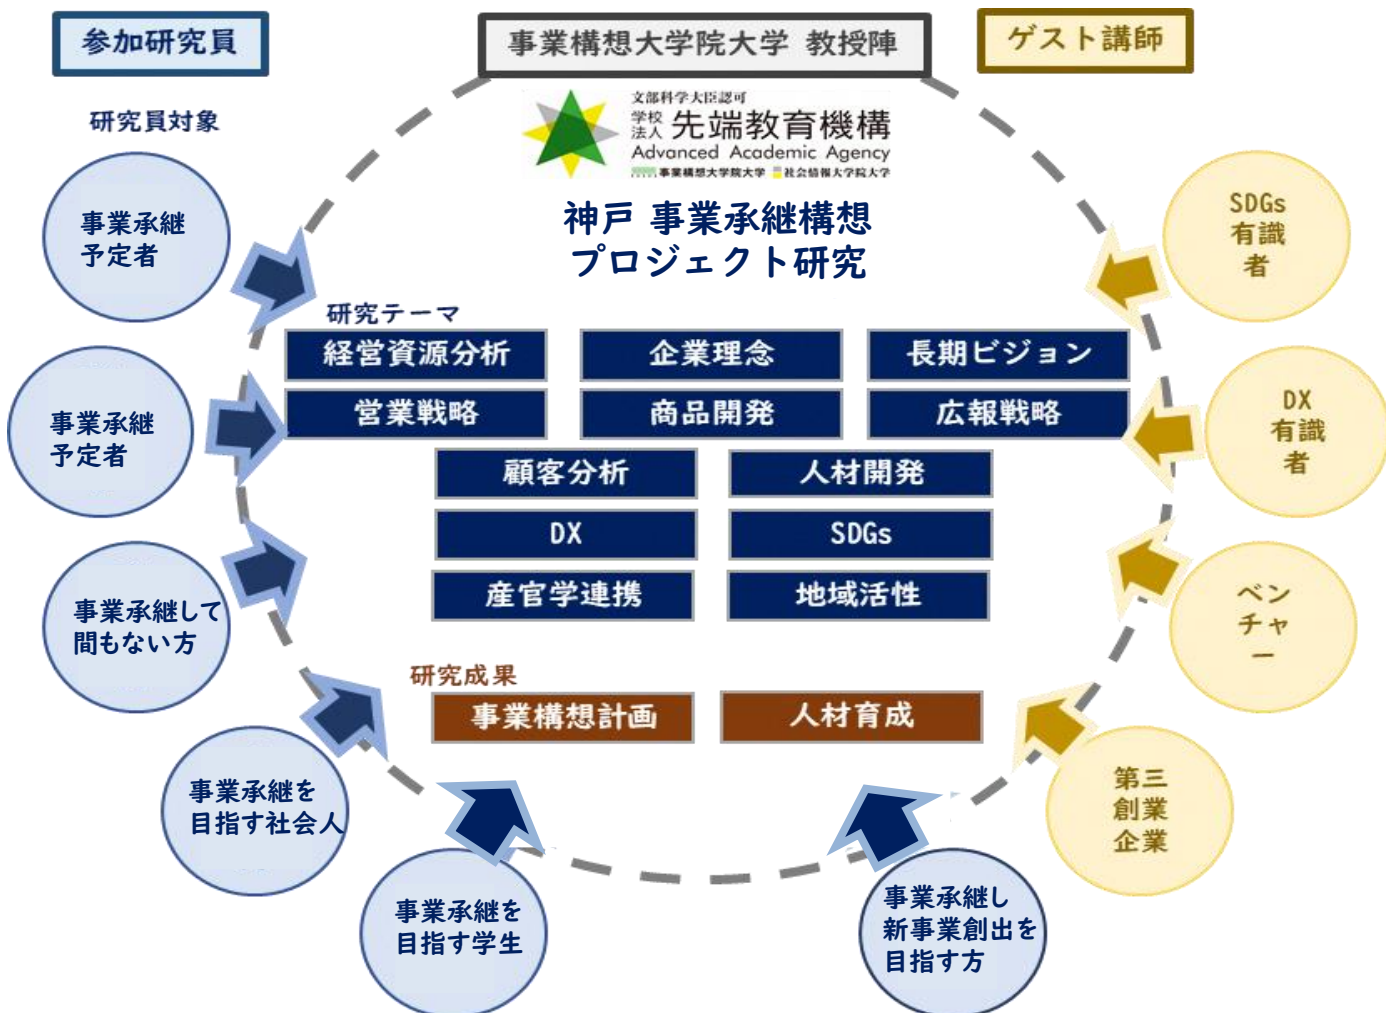 参加研究員
事業構想大学院大学 教授陣
ゲスト講師
研究員対象
文部科学大臣認可
学校
法人
先端教育機構
Advanced Academic Agency
事業構想大学院大学
社会情報大学院大学
神戸 事業承継構想
プロジェクト研究
事業承継
予定者
事業承継
予定者
事業承継して
間もない方
事業承継を
目指す社会人
事業承継を
目指す学生
事業承継し
新事業創出を
目指す方
研究テーマ
経営資源分析
企業理念
長期ビジョン
営業戦略
商品開発
広報戦略
顧客分析
人材開発
DX
SDGs
産官学連携
地域活性
研究成果
事業構想計画
人材育成
SDGs
有識
者
DX
有識
者
ベン
チャ
ー
第三
創業
企業